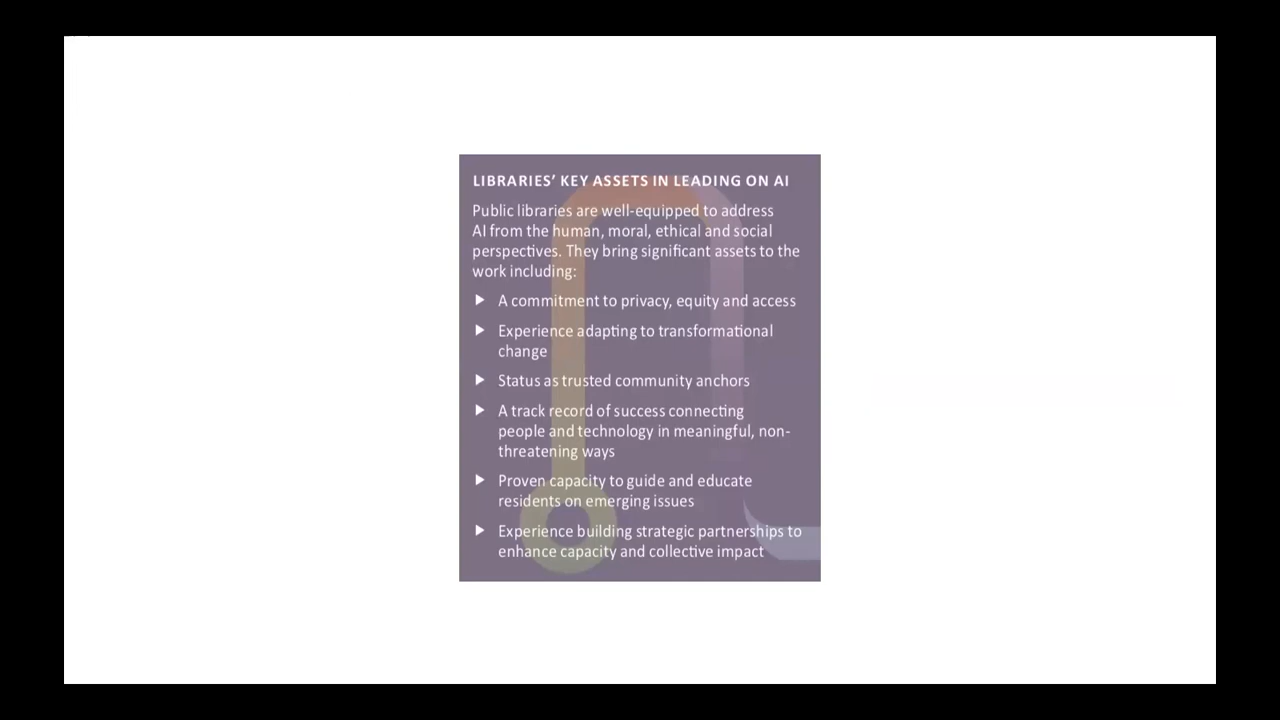 LIBRARIES’ KEY ASSETS IN LEADING ON AI
Public libraries are well-equipped to address
AI from the human, moral, ethical and social
perspectives. They bring significant assets to the
work including:
A commitment to privacy, equity and access
Experience adapting to transformational
change
Status as trusted community anchors
A track record of success connecting
people and technology in meaningful, non-
threatening ways
Proven capacity to guide and educate
residents on emerging issues
Experience building strategic partnerships to
enhance capacity and collective impact